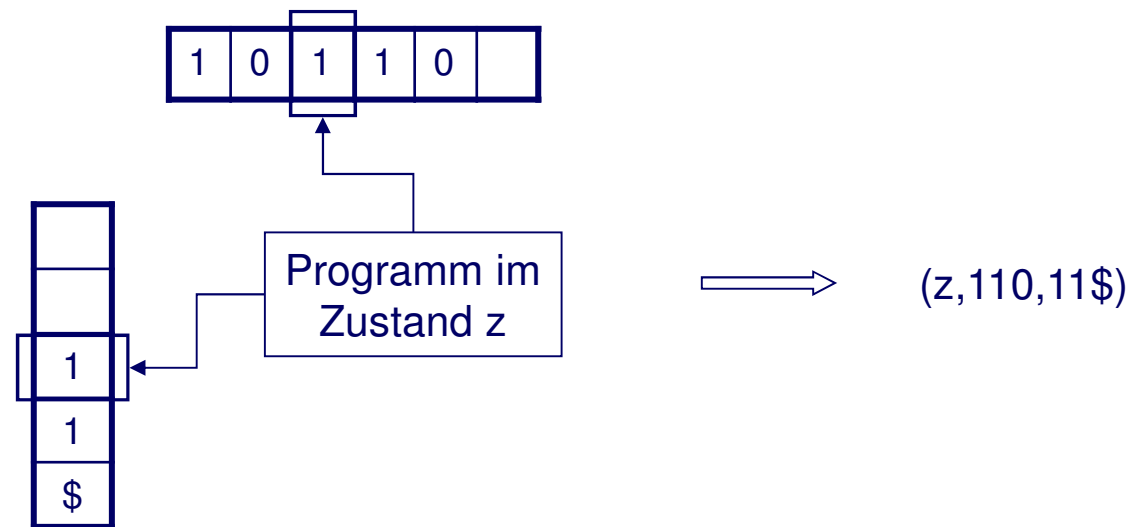 1 0 1 1 0
Programm im
Zustand z
(z,110,11$)
1
1
$